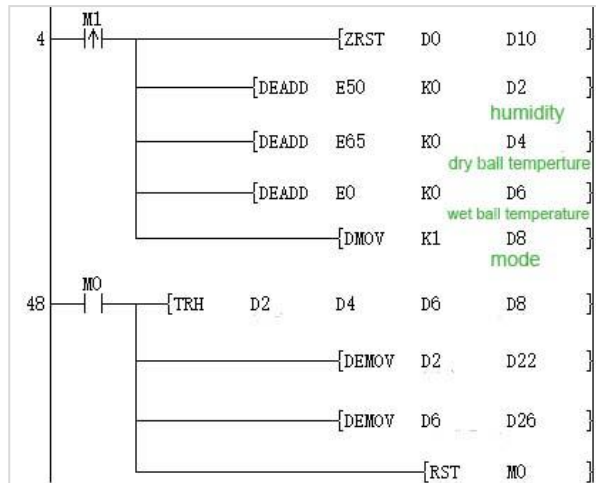 M1
4 ↑ [ZRST D0 D10 ]
[DEADD E50 K0 D2 ]
humidity
[DEADD E65 K0 D4 ]
dry ball temperture
[DEADD E0 K0 D6 ]
wet ball temperature
[DMOV K1 D8 ]
mode
M0
48 [TRH D2 D4 D6 D8 ]
[DEMOV D2 D22 ]
[DEMOV D6 D26 ]
[RST M0 ]